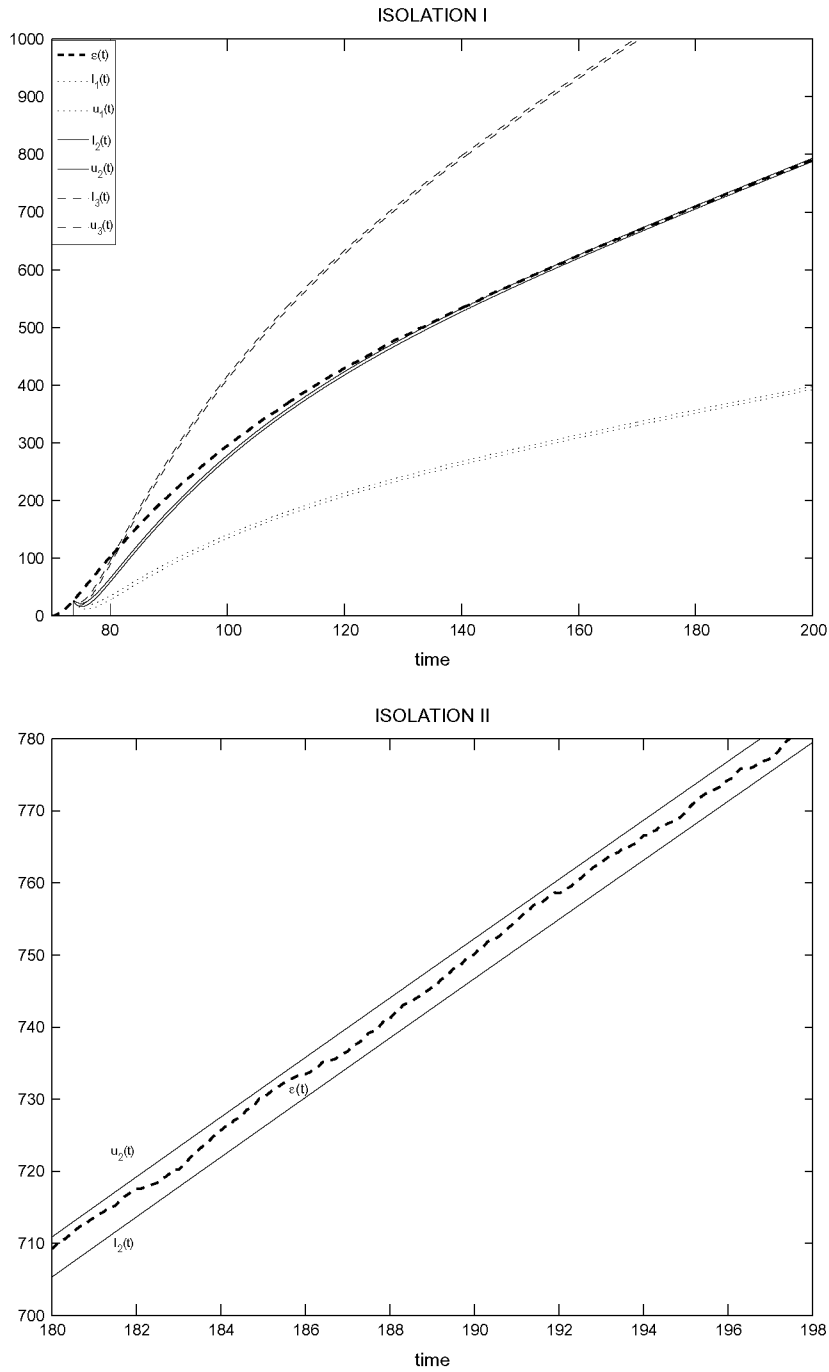 ISOLATION I
1000
900
800
700
600
500
400
300
200
100
0
ε(t)
l₁(t)
u₁(t)
l₂(t)
u₂(t)
l₃(t)
u₃(t)
80 100 120 140 160 180 200
time
ISOLATION II
780
770
760
750
740
730
720
710
700
ε(t)
u₂(t)
l₂(t)
180 182 184 186 188 190 192 194 196 198
time